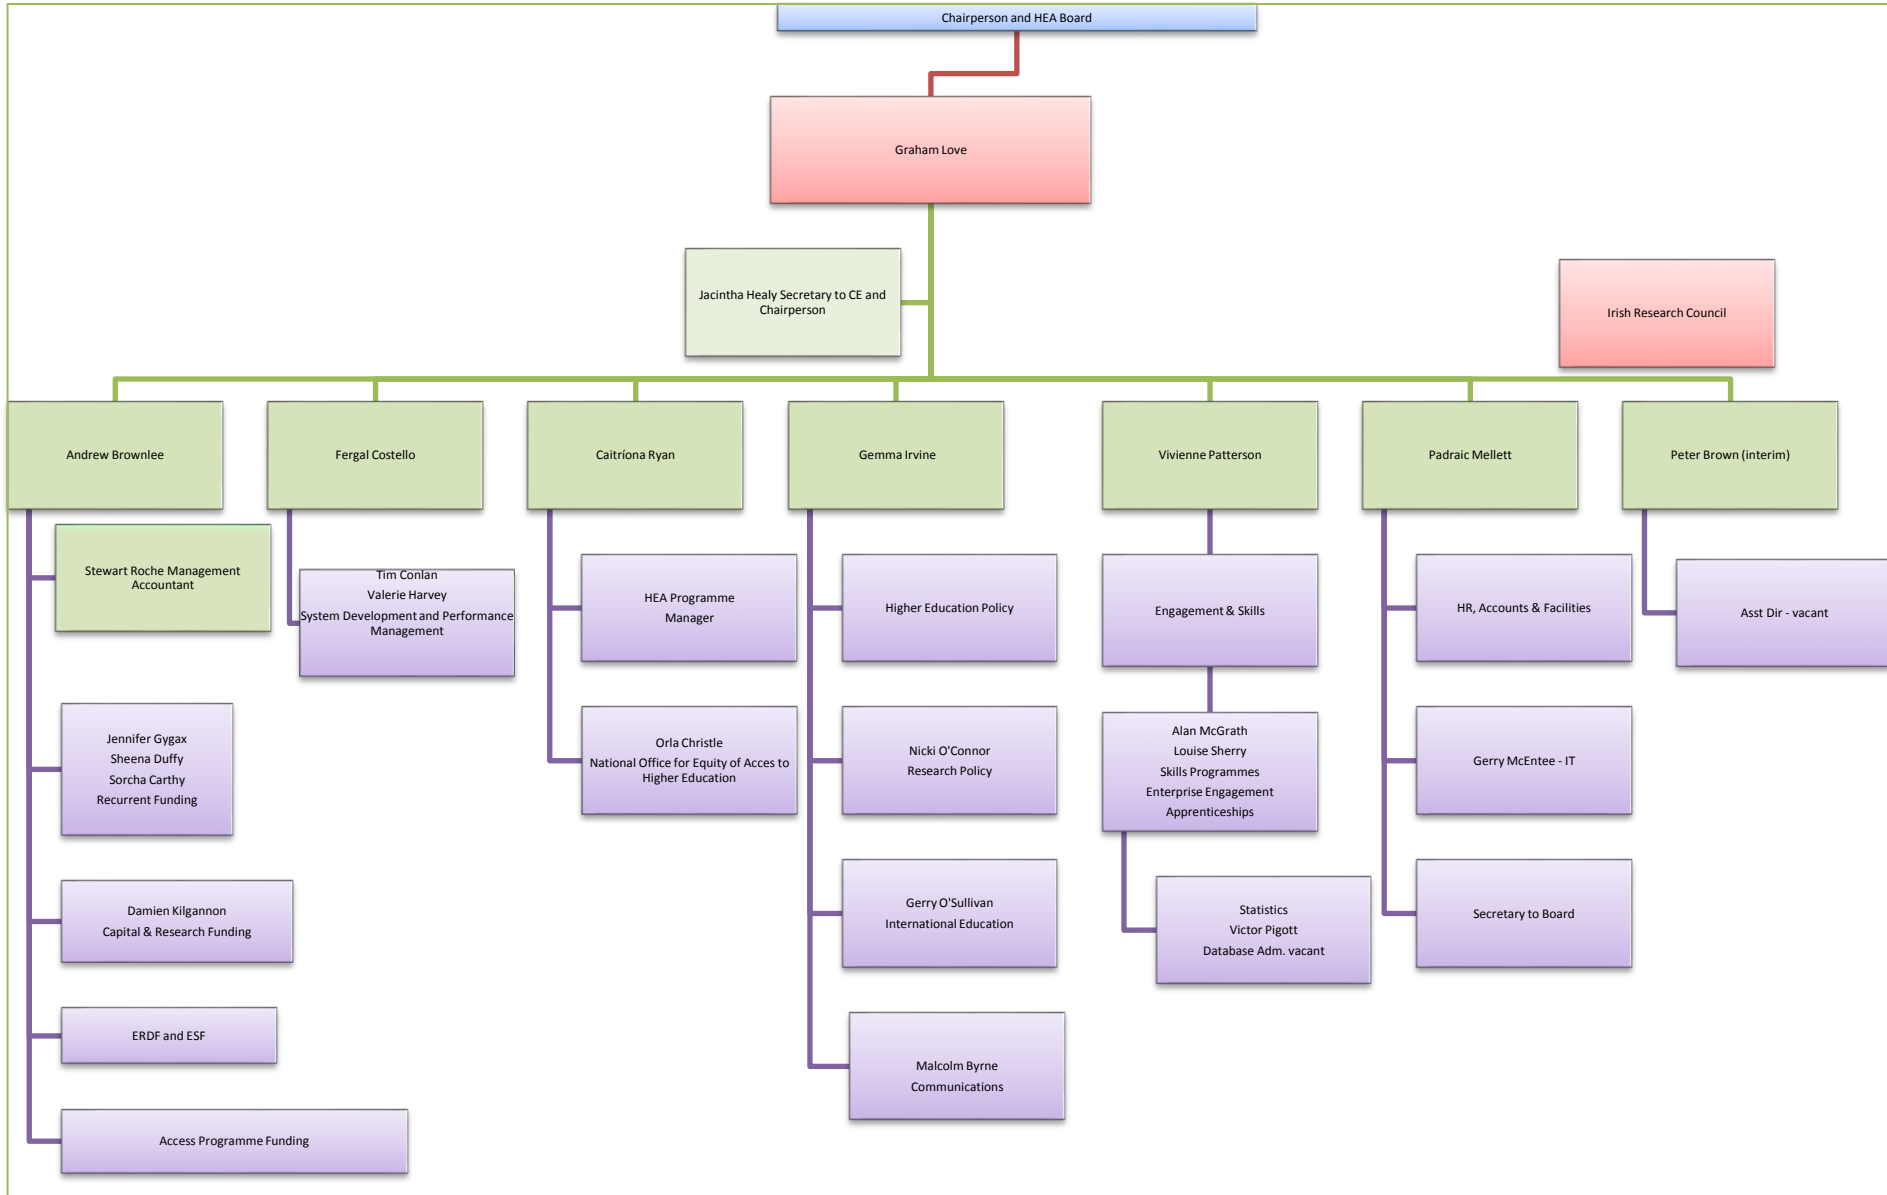 Chairperson and HEA Board
Graham Love
Jacintha Healy Secretary to CE and
Chairperson
Irish Research Council
Andrew Brownlee
Fergal Costello
Caitríona Ryan
Gemma Irvine
Vivienne Patterson
Padraic Mellett
Peter Brown (interim)
Stewart Roche Management
Accountant
Jennifer Gygax
Sheena Duffy
Sorcha Carthy
Recurrent Funding
Damien Kilgannon
Capital & Research Funding
ERDF and ESF
Access Programme Funding
Tim Conlan
Valerie Harvey
System Development and Performance
Management
HEA Programme
Manager
Orla Christle
National Office for Equity of Acces to
Higher Education
Higher Education Policy
Nicki O'Connor
Research Policy
Gerry O'Sullivan
International Education
Malcolm Byrne
Communications
Engagement & Skills
Alan McGrath
Louise Sherry
Skills Programmes
Enterprise Engagement
Apprenticeships
Statistics
Victor Pigott
Database Adm. vacant
HR, Accounts & Facilities
Gerry McEntee - IT
Secretary to Board
Asst Dir - vacant